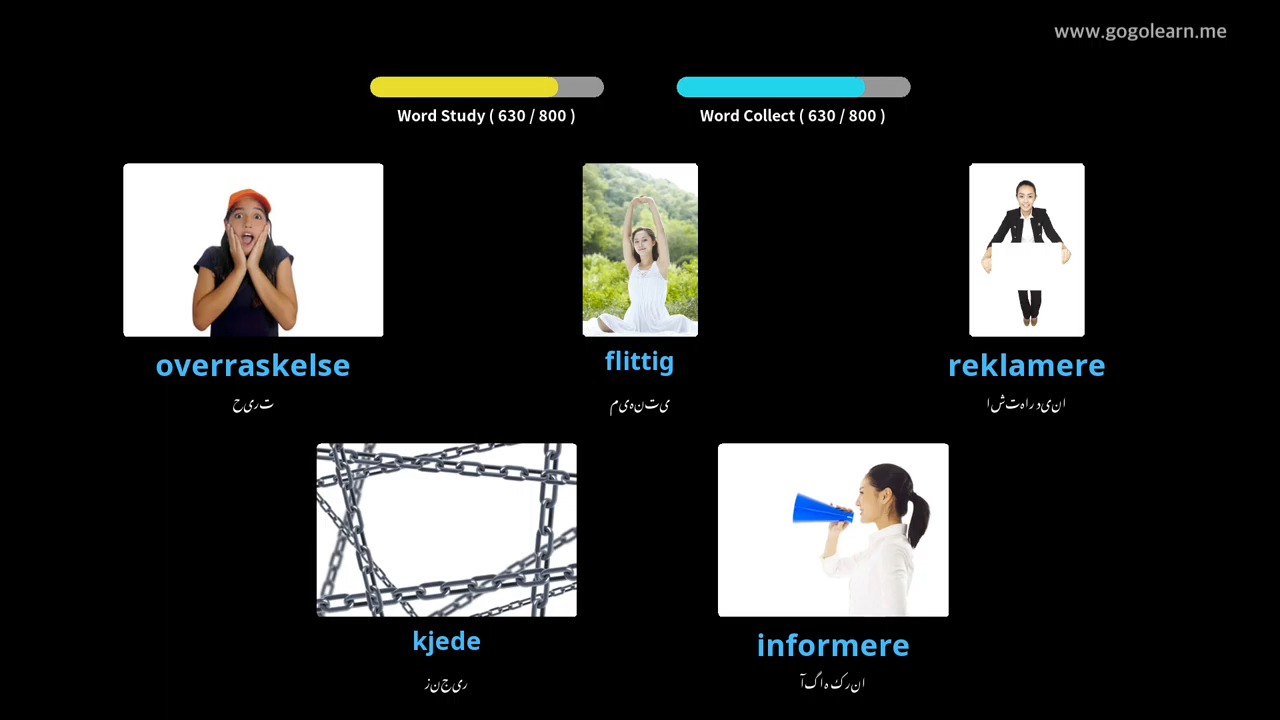 www.gogolearn.me
Word Study ( 630 / 800 )
Word Collect ( 630 / 800 )
overraskelse
حیرت
flittig
میہنتی
reklamere
اشتہار دینا
kjede
زنجیر
informere
آگاہ کرنا